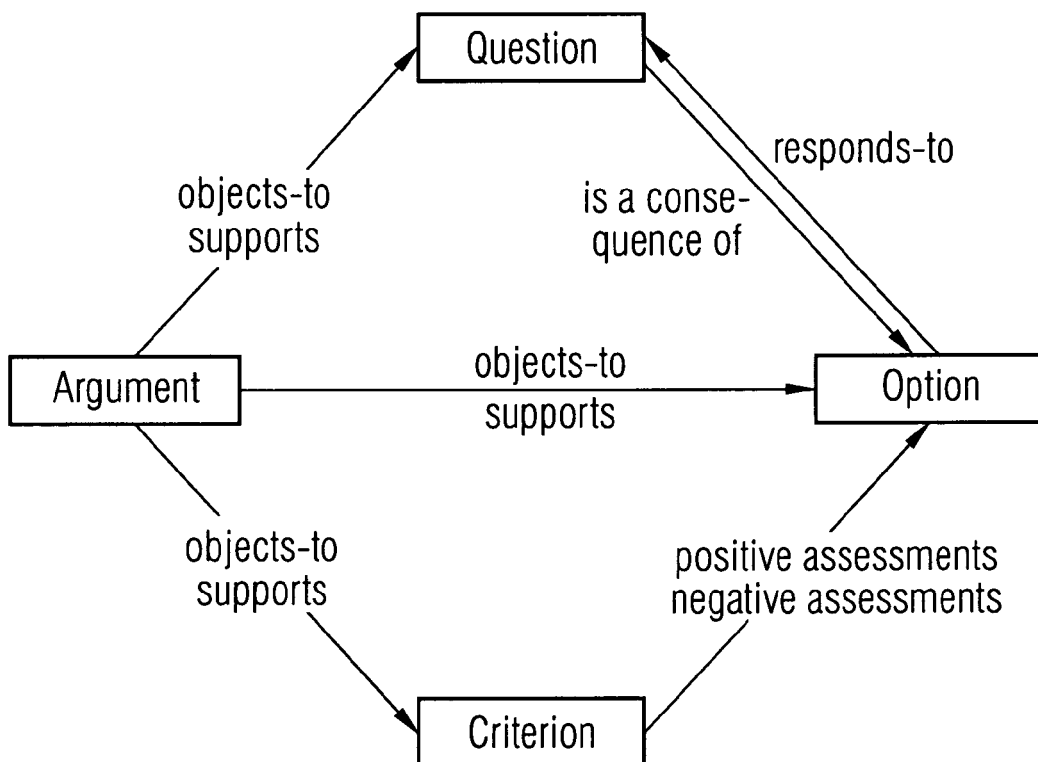 Question
responds-to
objects-to
supports
is a conse-
quence of
Argument
objects-to
supports
Option
objects-to
supports
positive assessments
negative assessments
Criterion